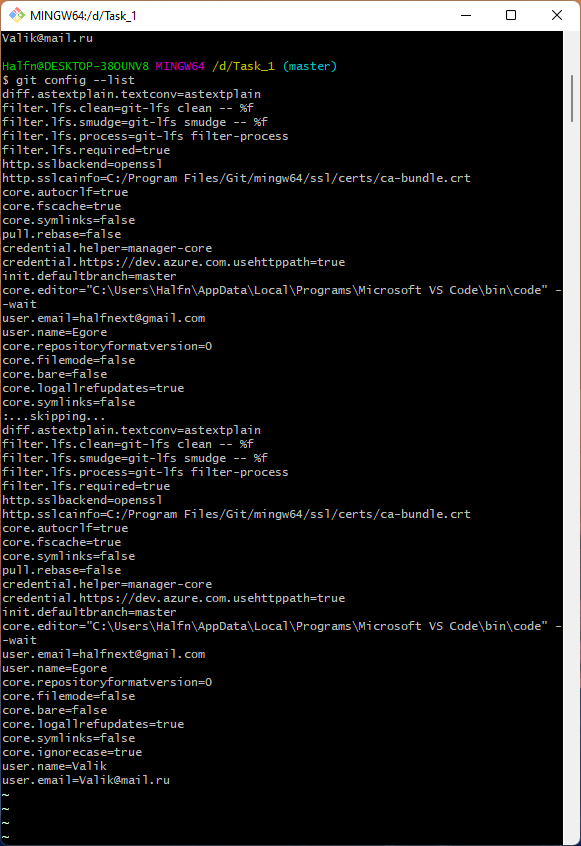 MINGW64:/d/Task_1
Valik@mail.ru
Halfn@DESKTOP-38OUNV8 MINGW64 /d/Task_1 (master)
$ git config --list
diff.astextplain.textconv=astextplain
filter.lfs.clean=git-lfs clean -- %f
filter.lfs.smudge=git-lfs smudge -- %f
filter.lfs.process=git-lfs filter-process
filter.lfs.required=true
http.sslbackend=openssl
http.sslcainfo=C:/Program Files/Git/mingw64/ssl/certs/ca-bundle.crt
core.autocrlf=true
core.fscache=true
core.symlinks=false
pull.rebase=false
credential.helper=manager-core
credential.https://dev.azure.com.usehttppath=true
init.defaultbranch=master
core.editor="C:\Users\Halfn\AppData\Local\Programs\Microsoft VS Code\bin\code" -
-wait
user.email=halfnext@gmail.com
user.name=Egore
core.repositoryformatversion=0
core.filemode=false
core.bare=false
core.logallrefupdates=true
core.symlinks=false
:...skipping...
diff.astextplain.textconv=astextplain
filter.lfs.clean=git-lfs clean -- %f
filter.lfs.smudge=git-lfs smudge -- %f
filter.lfs.process=git-lfs filter-process
filter.lfs.required=true
http.sslbackend=openssl
http.sslcainfo=C:/Program Files/Git/mingw64/ssl/certs/ca-bundle.crt
core.autocrlf=true
core.fscache=true
core.symlinks=false
pull.rebase=false
credential.helper=manager-core
credential.https://dev.azure.com.usehttppath=true
init.defaultbranch=master
core.editor="C:\Users\Halfn\AppData\Local\Programs\Microsoft VS Code\bin\code" -
-wait
user.email=halfnext@gmail.com
user.name=Egore
core.repositoryformatversion=0
core.filemode=false
core.bare=false
core.logallrefupdates=true
core.symlinks=false
core.ignorecase=true
user.name=Valik
user.email=Valik@mail.ru
~
~
~
~